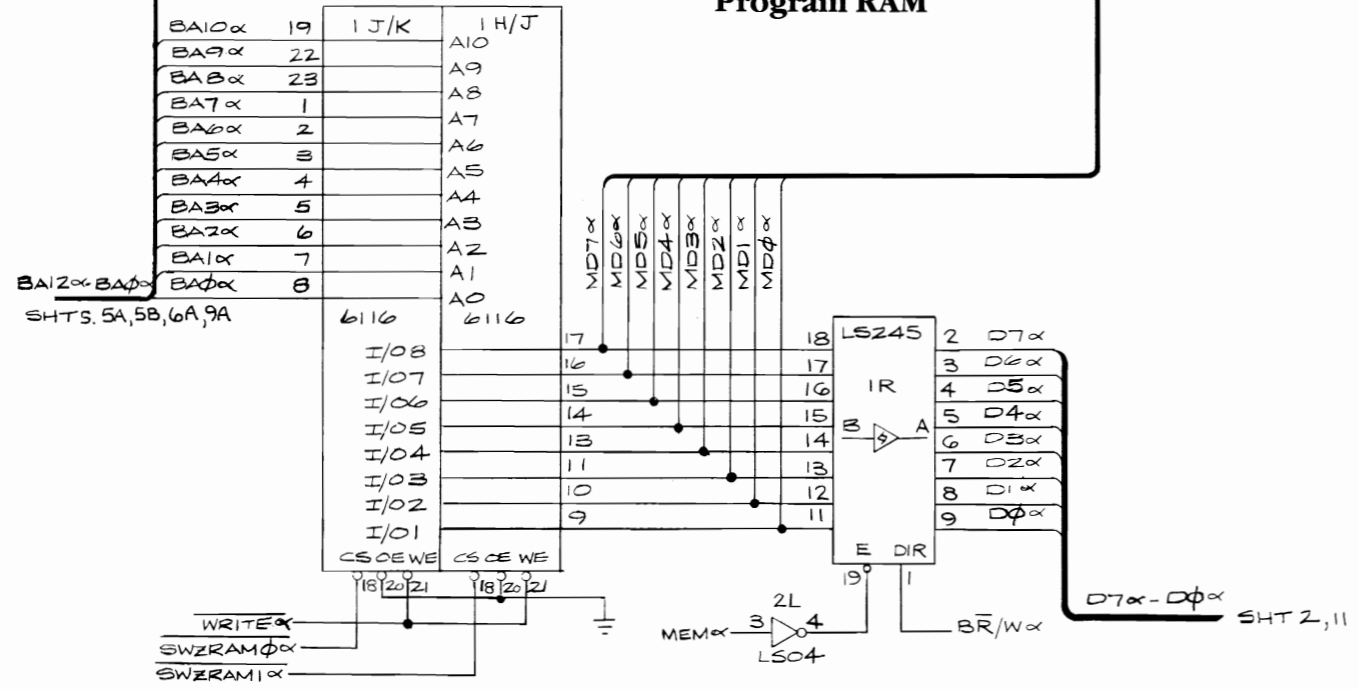 Program RAM
1 J/K 1 H/J
BA10α 19 A10
BA9α 22 A9
BA8α 23 A8
BA7α 1 A7
BA6α 2 A6
BA5α 3 A5
BA4α 4 A4
BA3α 5 A3
BA2α 6 A2
BA1α 7 A1
BA12α-BAφα BAφα 8 A0
SHTS. 5A,5B,6A,9A
6116 6116
MD7α
MD6α
MD5α
MD4α
MD3α
MD2α
MD1α
MDφα
I/O8 17 18 LS245 2 D7α
I/O7 16 17 3 D6α
I/O6 15 16 1R 4 D5α
I/O5 14 15 5 D4α
B A
I/O4 13 14 6 D3α
I/O3 11 13 7 D2α
I/O2 10 12 8 D1α
I/O1 9 11 9 Dφα
CS OE WE CS OE WE E DIR
18 20 21 18 20 21 19 1
D7α-Dφα SHT 2,11
2L
WRITEα
MEMα 3 4 BR̅/Wα
SWZRAMφα
LS04
SWZRAM1α